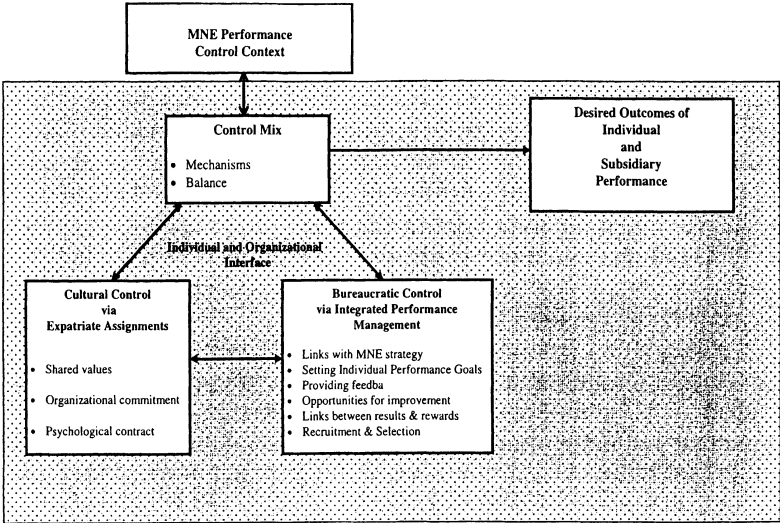 MNE Performance
Control Context
Control Mix
• Mechanisms
• Balance
Desired Outcomes of
Individual
and
Subsidiary
Performance
Individual and Organizational
Interface
Cultural Control
via
Expatriate Assignments
• Shared values
• Organizational commitment
• Psychological contract
Bureaucratic Control
via Integrated Performance
Management
• Links with MNE strategy
• Setting Individual Performance Goals
• Providing feedba
• Opportunities for improvement
• Links between results & rewards
• Recruitment & Selection